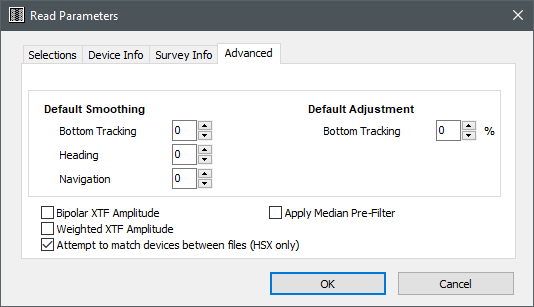 Read Parameters
Selections Device Info Survey Info Advanced
Default Smoothing Default Adjustment
Bottom Tracking 0 Bottom Tracking 0 %
Heading 0
Navigation 0
Bipolar XTF Amplitude Apply Median Pre-Filter
Weighted XTF Amplitude
Attempt to match devices between files (HSX only)
OK Cancel